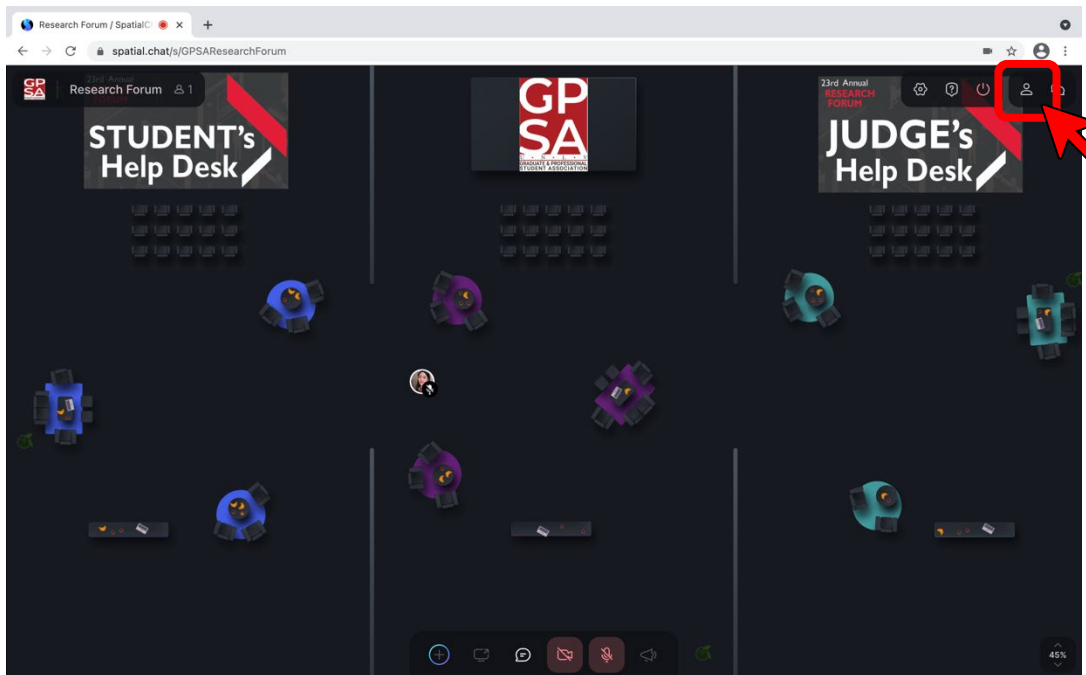 Research Forum / SpatialC
spatial.chat/s/GPSAResearchForum
GP
SA
Research Forum 1
23rd Annual
STUDENT's
Help Desk
GP
SA
U•N•L•V
GRADUATE & PROFESSIONAL
STUDENT ASSOCIATION
23rd Annual
RESEARCH
FORUM
JUDGE's
Help Desk
45%